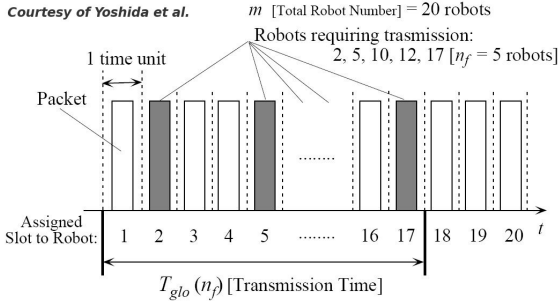 Courtesy of Yoshida et al.
m [Total Robot Number] = 20 robots
Robots requiring trasmission:
2, 5, 10, 12, 17 [nf = 5 robots]
1 time unit
Packet
........
Assigned
Slot to Robot: 1 2 3 4 5 ........ 16 17 18 19 20 t
Tglo (nf) [Transmission Time]